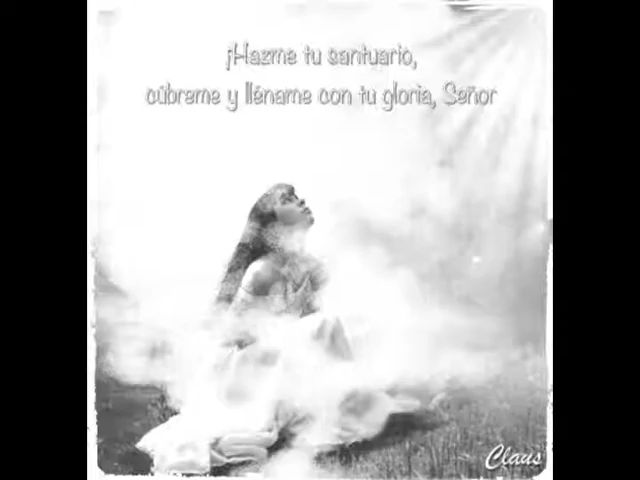 ¡Hazme tu santuario,
cúbreme y lléname con tu gloria, Señor
Claus